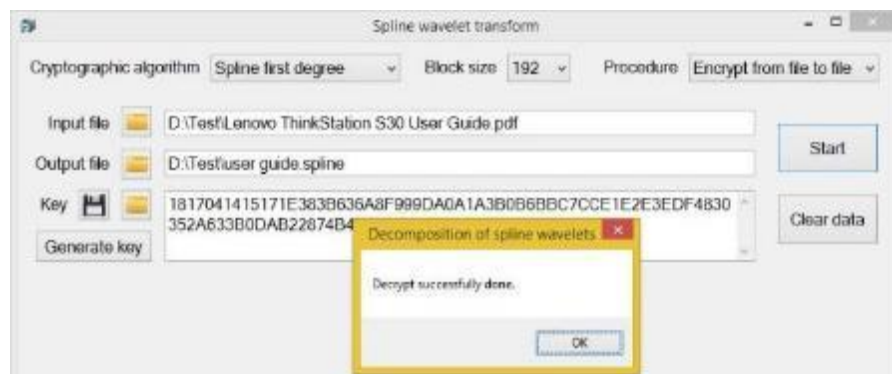 Spline wavelet transform
Cryptographic algorithm Spline first degree Block size 192 Procedure Encrypt from file to file
Input file D:\Test\Lenovo ThinkStation S30 User Guide.pdf
Start
Output file D:\Test\user guide.spline
Key 1817041415171E383B636A8F999DA0A1A3B0B6BBC7CCE1E2E3EDF4830
352A633B0DAB22874B4
Clear data
Generate key
Decomposition of spline wavelets
Decrypt successfully done.
OK